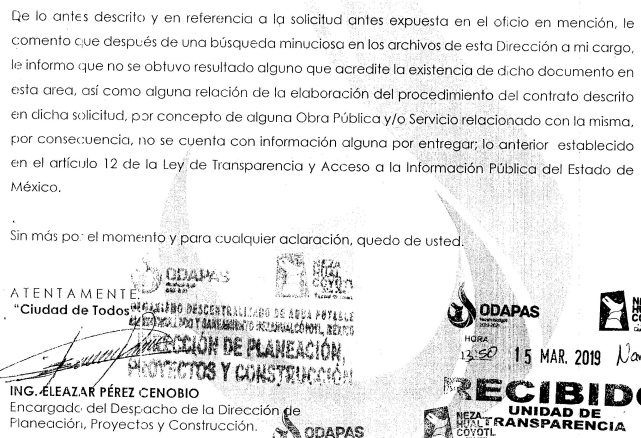 De lo antes descrito y en referencia a la solicitud antes expuesta en el oficio en mención, le
comento que después de una búsqueda minuciosa en los archivos de esta Dirección a mi cargo,
le informo que no se obtuvo resultado alguno que acredite la existencia de dicho documento en
esta area, así como alguna relación de la elaboración del procedimiento del contrato descrito
en dicha solicitud, por concepto de alguna Obra Pública y/o Servicio relacionado con la misma,
por consecuencia, no se cuenta con información alguna por entregar; lo anterior establecido
en el artículo 12 de la Ley de Transparencia y Acceso a la Información Pública del Estado de
México.
Sin más por el momento y para cualquier aclaración, quedo de usted.
ODAPAS
NEZA
HUAL
COYOTL
ATENTAMENTE
"Ciudad de Todos"
ORGANISMO DESCENTRALIZADO DE AGUA POTABLE
ALCANTARILLADO Y SANEAMIENTO NEZAHUALCÓYOTL, MÉXICO
DIRECCIÓN DE PLANEACIÓN,
PROYECTOS Y CONSTRUCCIÓN
ING. ELEAZAR PÉREZ CENOBIO
Encargado del Despacho de la Dirección de
Planeación, Proyectos y Construcción.
ODAPAS
HORA
13:50 15 MAR. 2019
RECIBIDO
UNIDAD DE
TRANSPARENCIA
ODAPAS
NEZA
HUAL
COYOTL